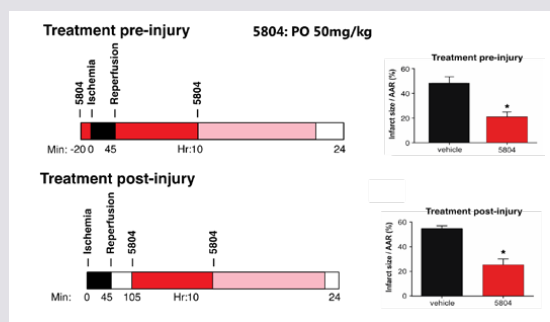 Treatment pre-injury
5804: PO 50mg/kg
5804
Ischemia
Reperfusion
5804
Min: -20 0 45 Hr:10 24
Treatment pre-injury
Infarct size / AAR (%)
60
40
20
0
*
vehicle 5804
Treatment post-injury
Ischemia
Reperfusion
5804
5804
Min: 0 45 105 Hr:10 24
Treatment post-injury
Infarct size / AAR (%)
60
40
20
0
*
vehicle 5804